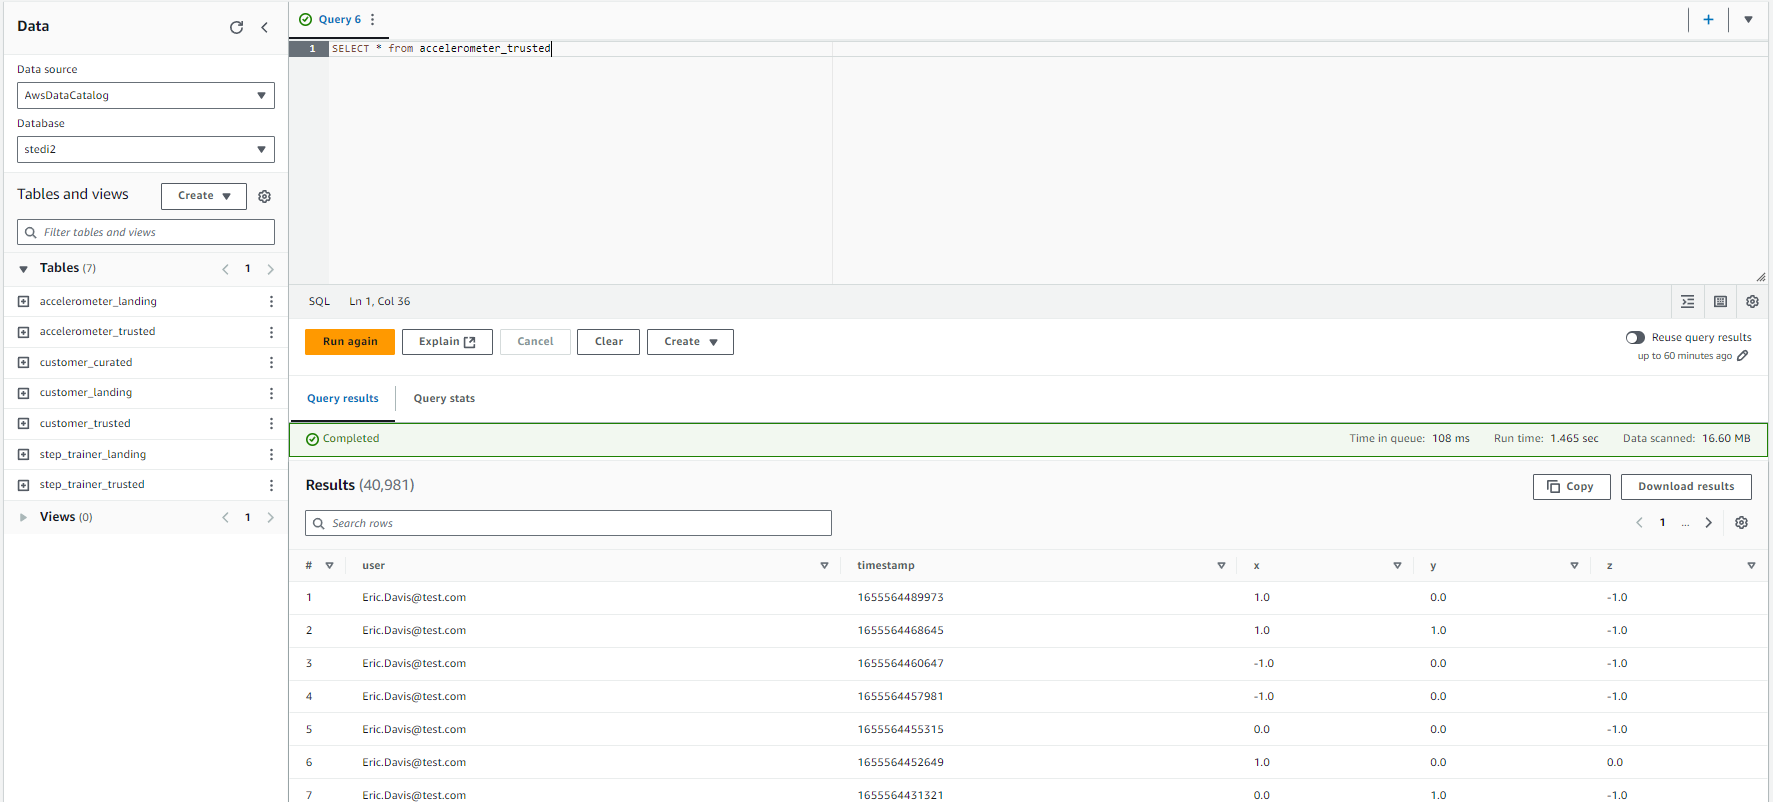 Data
Data source
AwsDataCatalog
Database
stedi2
Tables and views
Create
Filter tables and views
Tables (7)
1
accelerometer_landing
accelerometer_trusted
customer_curated
customer_landing
customer_trusted
step_trainer_landing
step_trainer_trusted
Views (0)
1
Query 6
1 SELECT * from accelerometer_trusted
SQL Ln 1, Col 36
Run again Explain Cancel Clear Create
Reuse query results
up to 60 minutes ago
Query results Query stats
Completed Time in queue: 108 ms Run time: 1.465 sec Data scanned: 16.60 MB
Results (40,981) Copy Download results
Search rows 1 ...
# user timestamp x y z
1 Eric.Davis@test.com 1655564489973 1.0 0.0 -1.0
2 Eric.Davis@test.com 1655564468645 1.0 1.0 -1.0
3 Eric.Davis@test.com 1655564460647 -1.0 0.0 -1.0
4 Eric.Davis@test.com 1655564457981 -1.0 0.0 -1.0
5 Eric.Davis@test.com 1655564455315 0.0 0.0 -1.0
6 Eric.Davis@test.com 1655564452649 1.0 0.0 0.0
7 Eric.Davis@test.com 1655564431321 0.0 1.0 -1.0